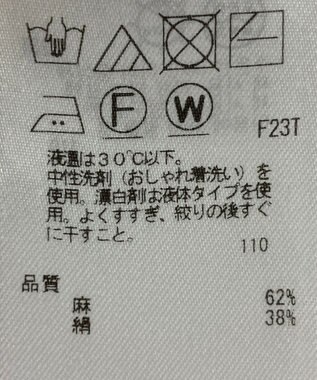 F
W
F23T
液温は30℃以下。
中性洗剤（おしゃれ着洗い）を
使用。漂白剤は液体タイプを使
用。よくすすぎ、絞りの後すぐ
に干すこと。
110
品質
麻 62%
絹 38%